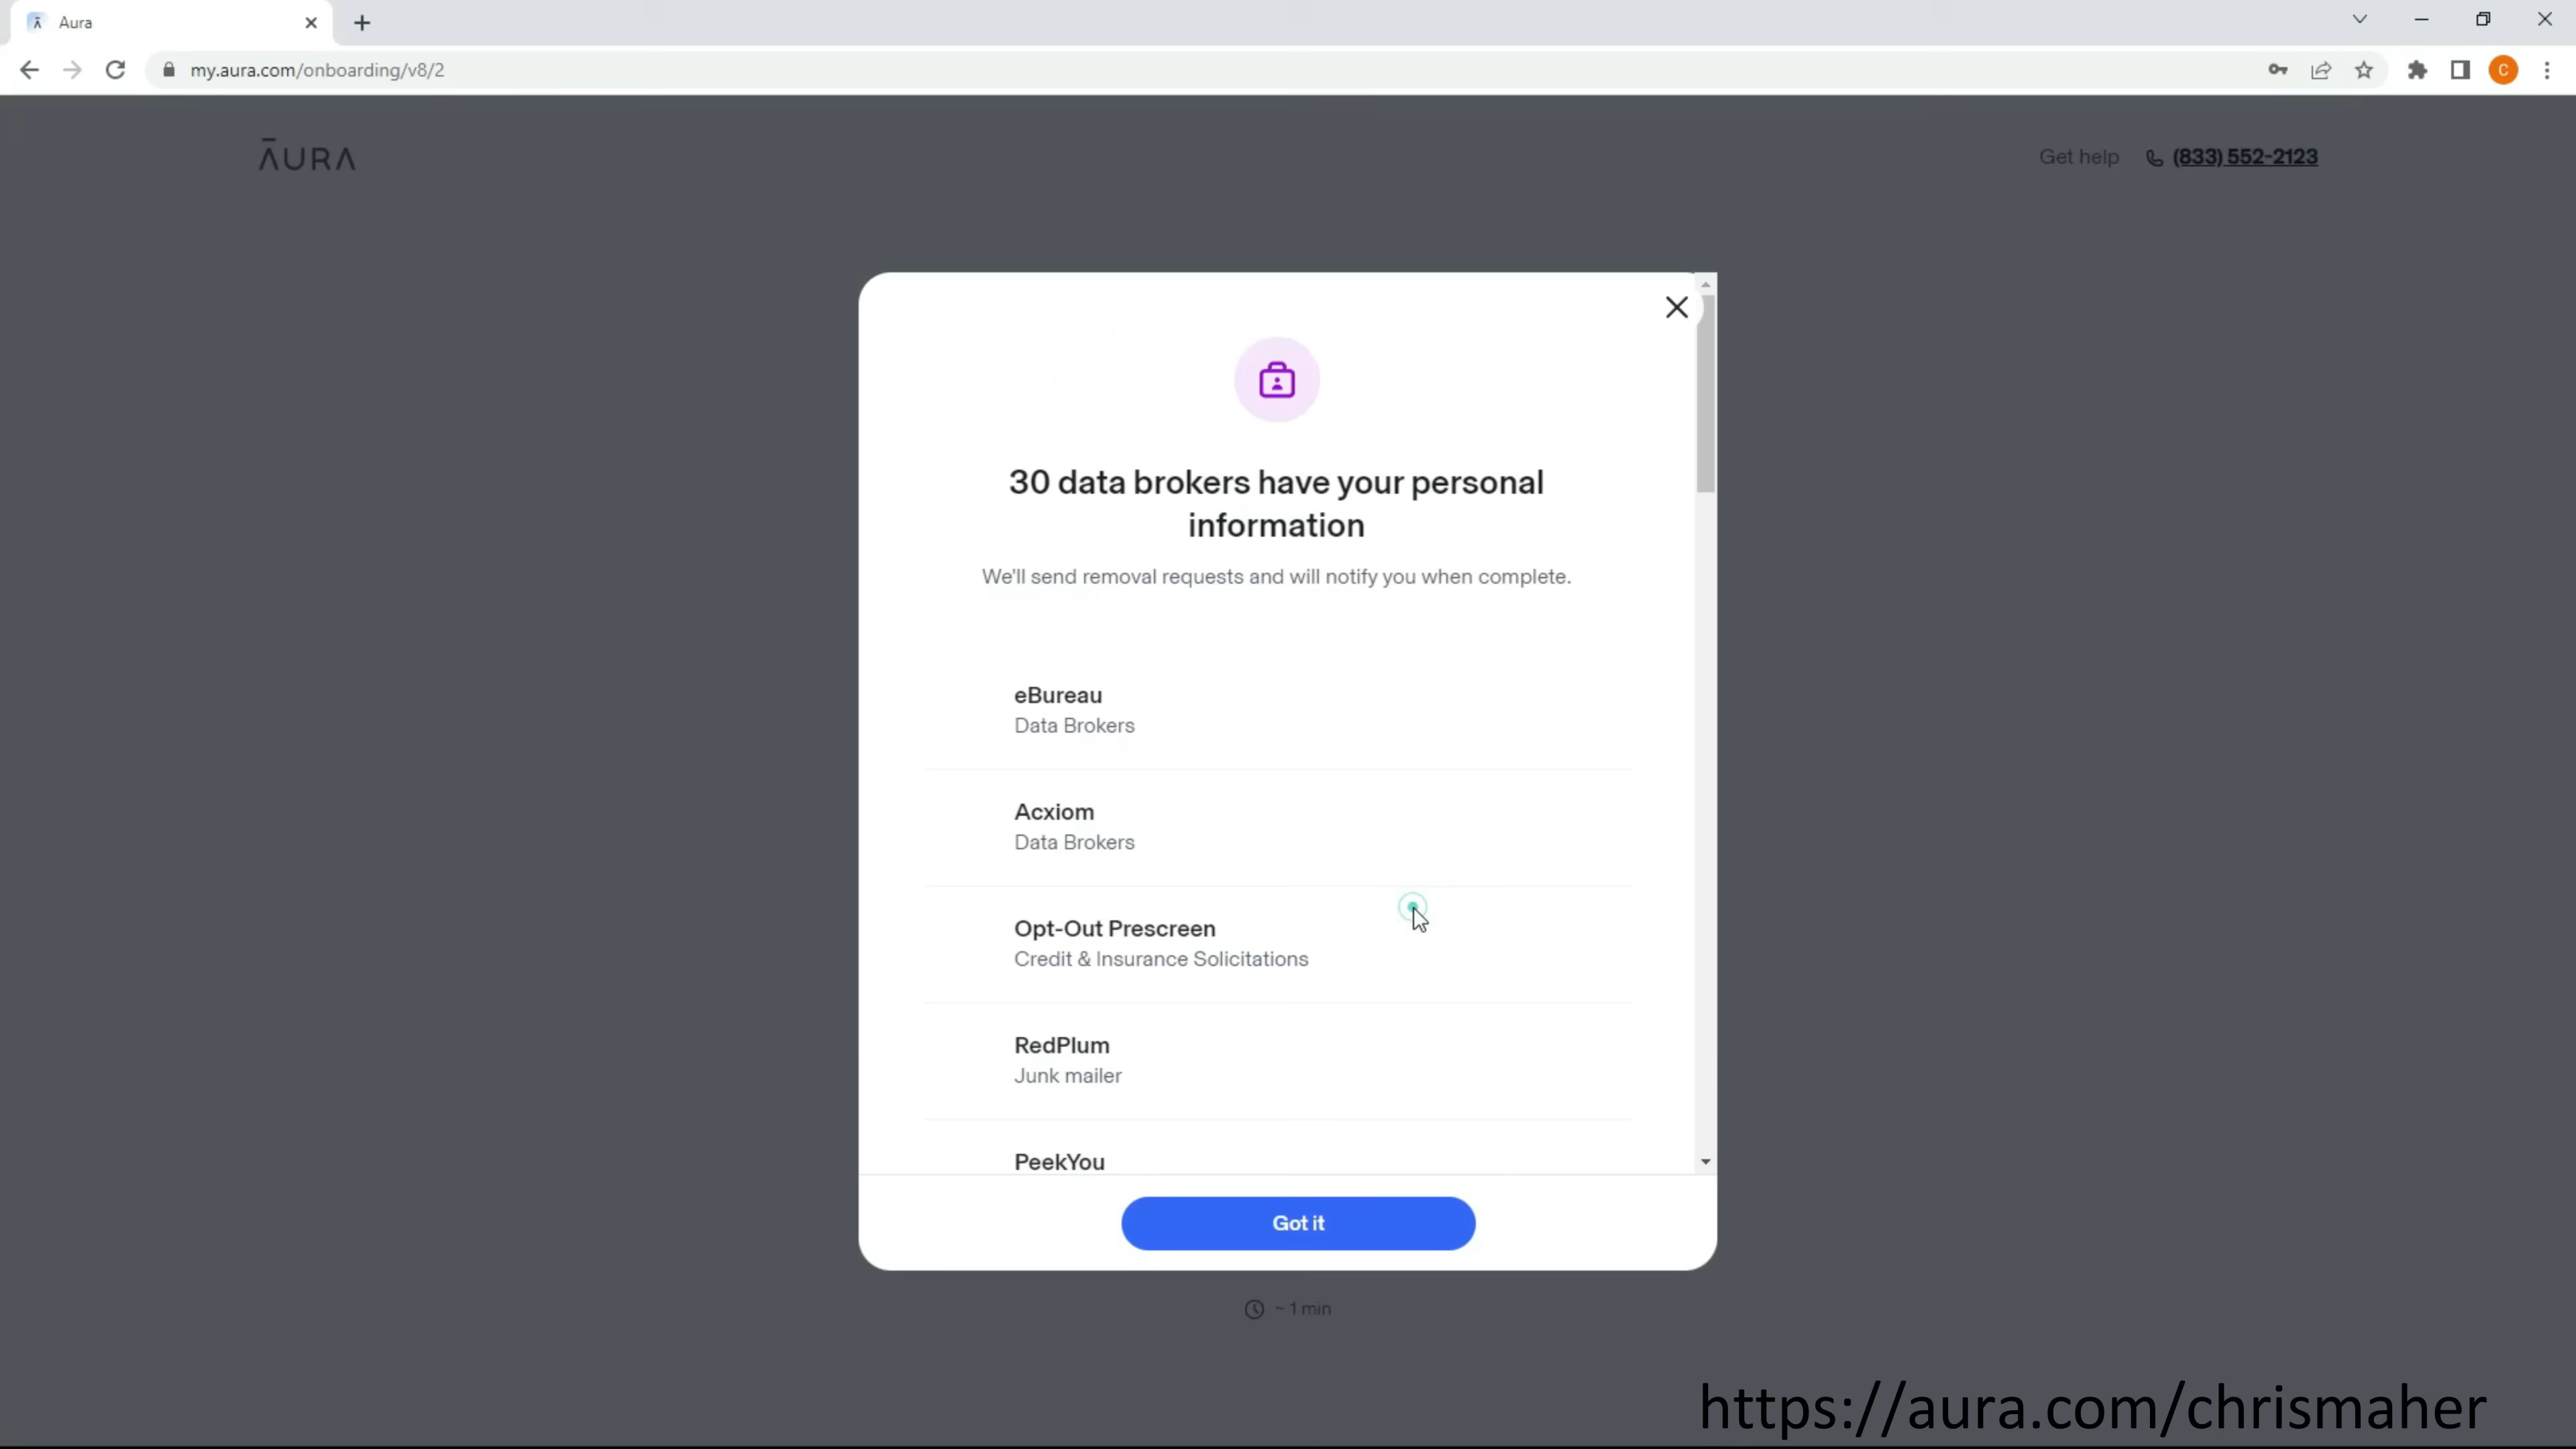 Aura
my.aura.com/onboarding/v8/2
C
ĀURA
Get help (833) 552-2123
30 data brokers have your personal
information
We'll send removal requests and will notify you when complete.
eBureau
Data Brokers
Acxiom
Data Brokers
Opt-Out Prescreen
Credit & Insurance Solicitations
RedPlum
Junk mailer
PeekYou
Got it
~ 1 min
https://aura.com/chrismaher